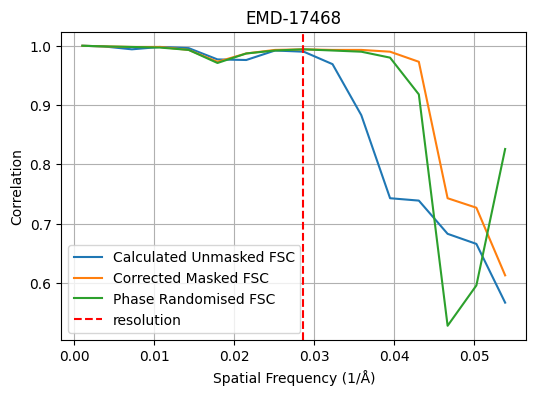 EMD-17468
1.0
0.9
0.8
0.7
0.6
Correlation
Calculated Unmasked FSC
Corrected Masked FSC
Phase Randomised FSC
resolution
0.00 0.01 0.02 0.03 0.04 0.05
Spatial Frequency (1/Å)